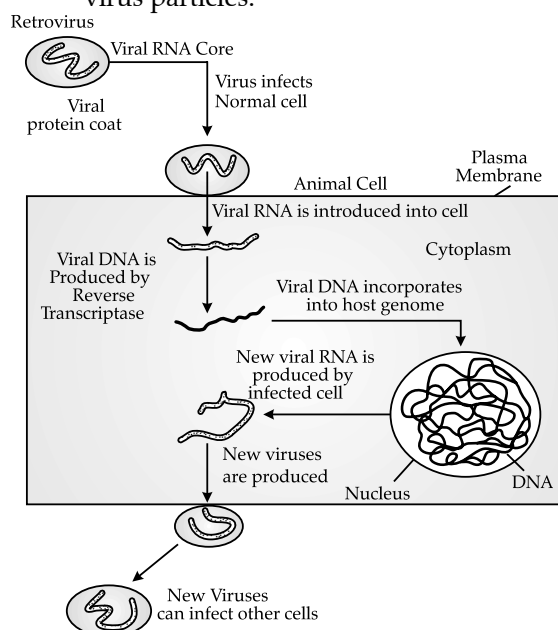 virus particles.
Retrovirus
Viral RNA Core
Virus infects
Normal cell
Viral
protein coat
Plasma
Membrane
Animal Cell
Viral RNA is introduced into cell
Cytoplasm
Viral DNA is
Produced by
Reverse
Transcriptase
Viral DNA incorporates
into host genome
New viral RNA is
produced by
infected cell
New viruses
are produced
Nucleus
DNA
New Viruses
can infect other cells